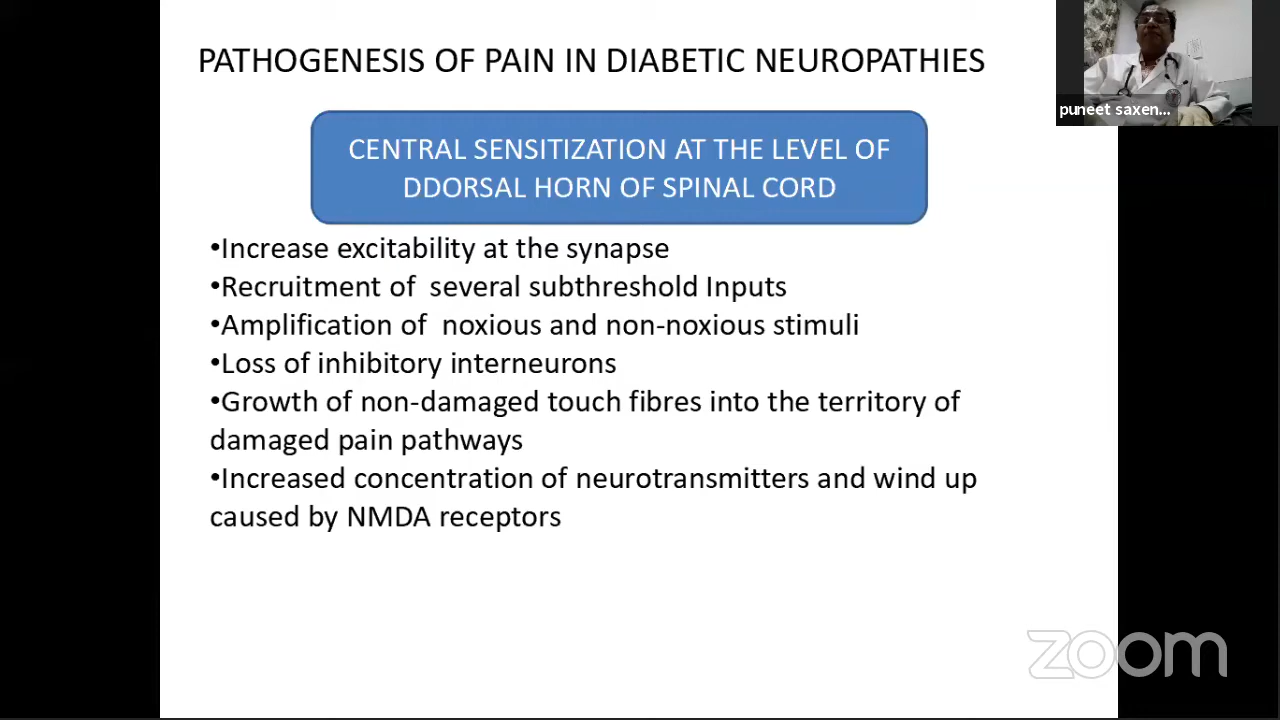 PATHOGENESIS OF PAIN IN DIABETIC NEUROPATHIES
puneet saxen...
CENTRAL SENSITIZATION AT THE LEVEL OF
DDORSAL HORN OF SPINAL CORD
•Increase excitability at the synapse
•Recruitment of several subthreshold Inputs
•Amplification of noxious and non-noxious stimuli
•Loss of inhibitory interneurons
•Growth of non-damaged touch fibres into the territory of
damaged pain pathways
•Increased concentration of neurotransmitters and wind up
caused by NMDA receptors
zoom